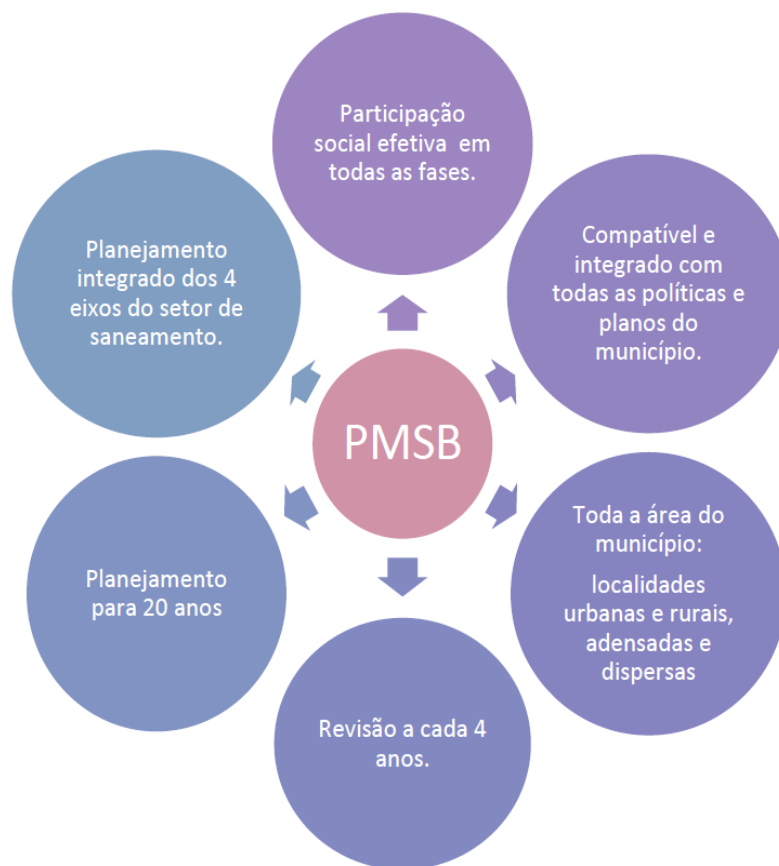 Participação
social efetiva em
todas as fases.
Compatível e
integrado com
todas as políticas e
planos do
município.
Toda a área do
município:
localidades
urbanas e rurais,
adensadas e
dispersas
Revisão a cada 4
anos.
Planejamento
para 20 anos
Planejamento
integrado dos 4
eixos do setor de
saneamento.
PMSB